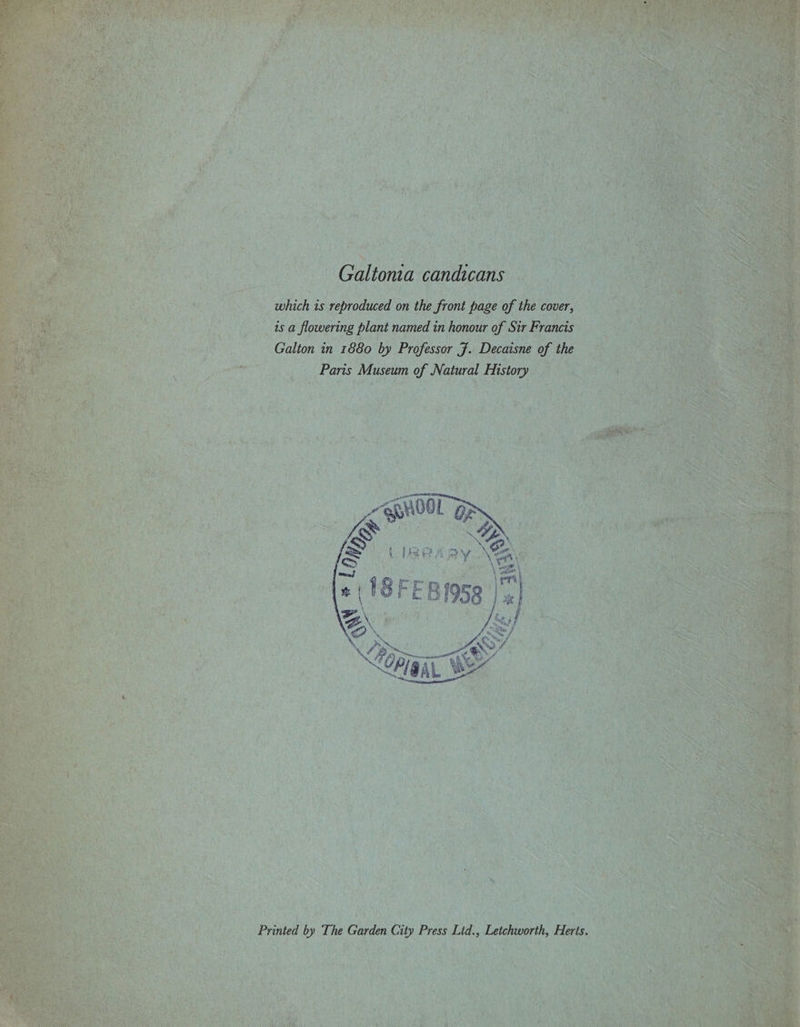 Galtonia candicans
which is reproduced on the front page of the cover,
is a flowering plant named in honour of Sir Francis
Galton in 1880 by Professor J. Decaisne of the
Paris Museum of Natural History
LONDON SCHOOL OF HYGIENE
LIBRARY
18 FEB 1958
AND TROPICAL MEDICINE
Printed by The Garden City Press Ltd., Letchworth, Herts.